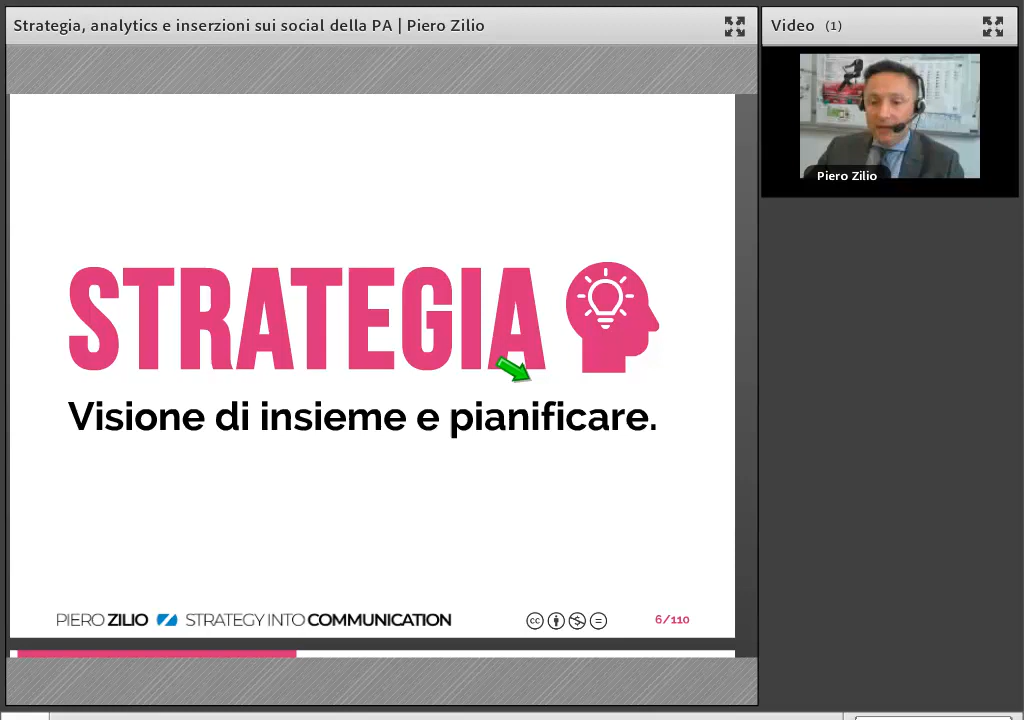 Strategia, analytics e inserzioni sui social della PA | Piero Zilio
Video (1)
Piero Zilio
STRATEGIA
Visione di insieme e pianificare.
PIERO ZILIO STRATEGY INTO COMMUNICATION
cc
6/110